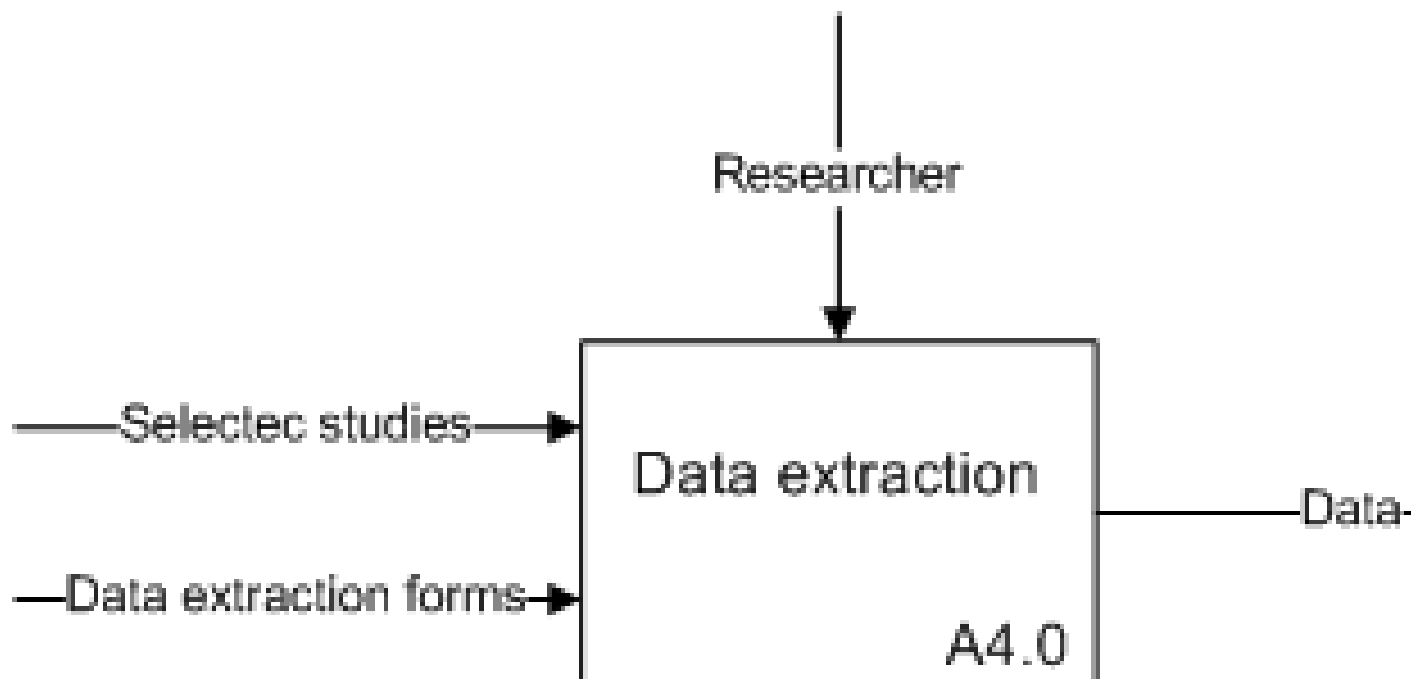 Researcher
Selectec studies
Data extraction
Data
Data extraction forms
A4.0